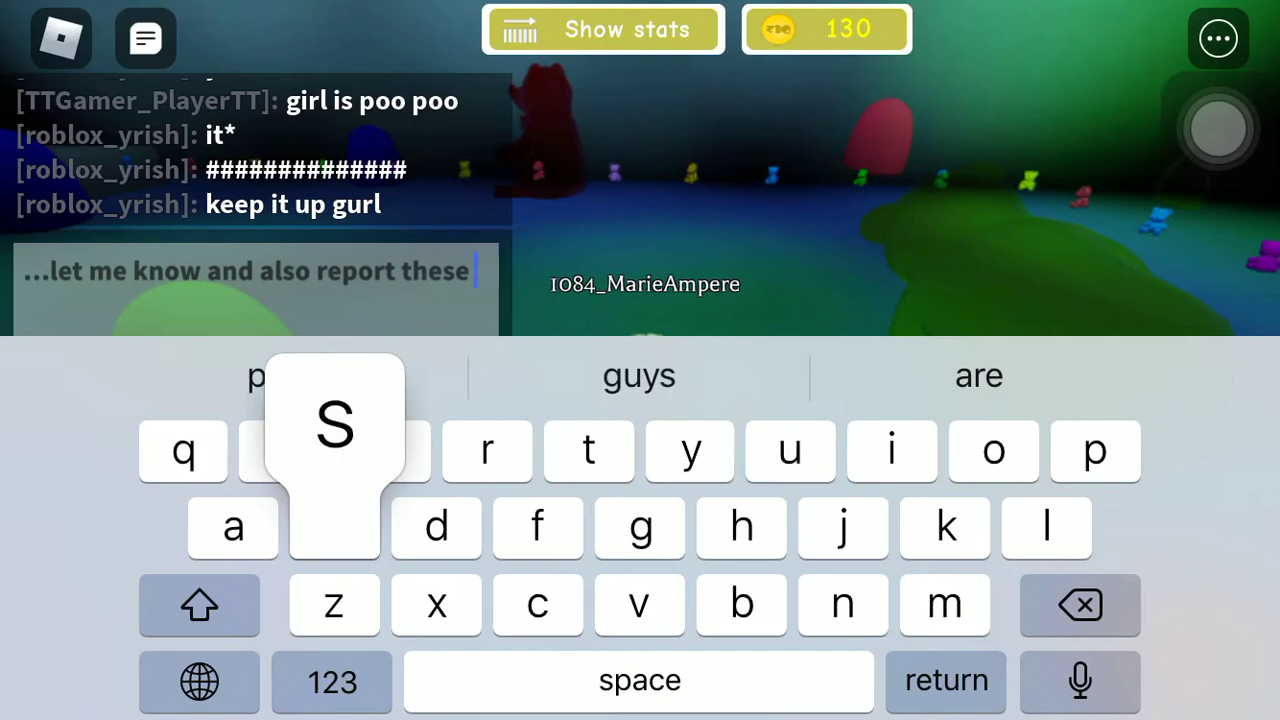 Show stats
130
[TTGamer_PlayerTT]: girl is poo poo
[roblox_yrish]: it*
[roblox_yrish]: ##############
[roblox_yrish]: keep it up gurl
...let me know and also report these
1084_MarieAmpere
p
guys
are
S
q
r
t
y
u
i
o
p
a
d
f
g
h
j
k
l
z
x
c
v
b
n
m
123
space
return